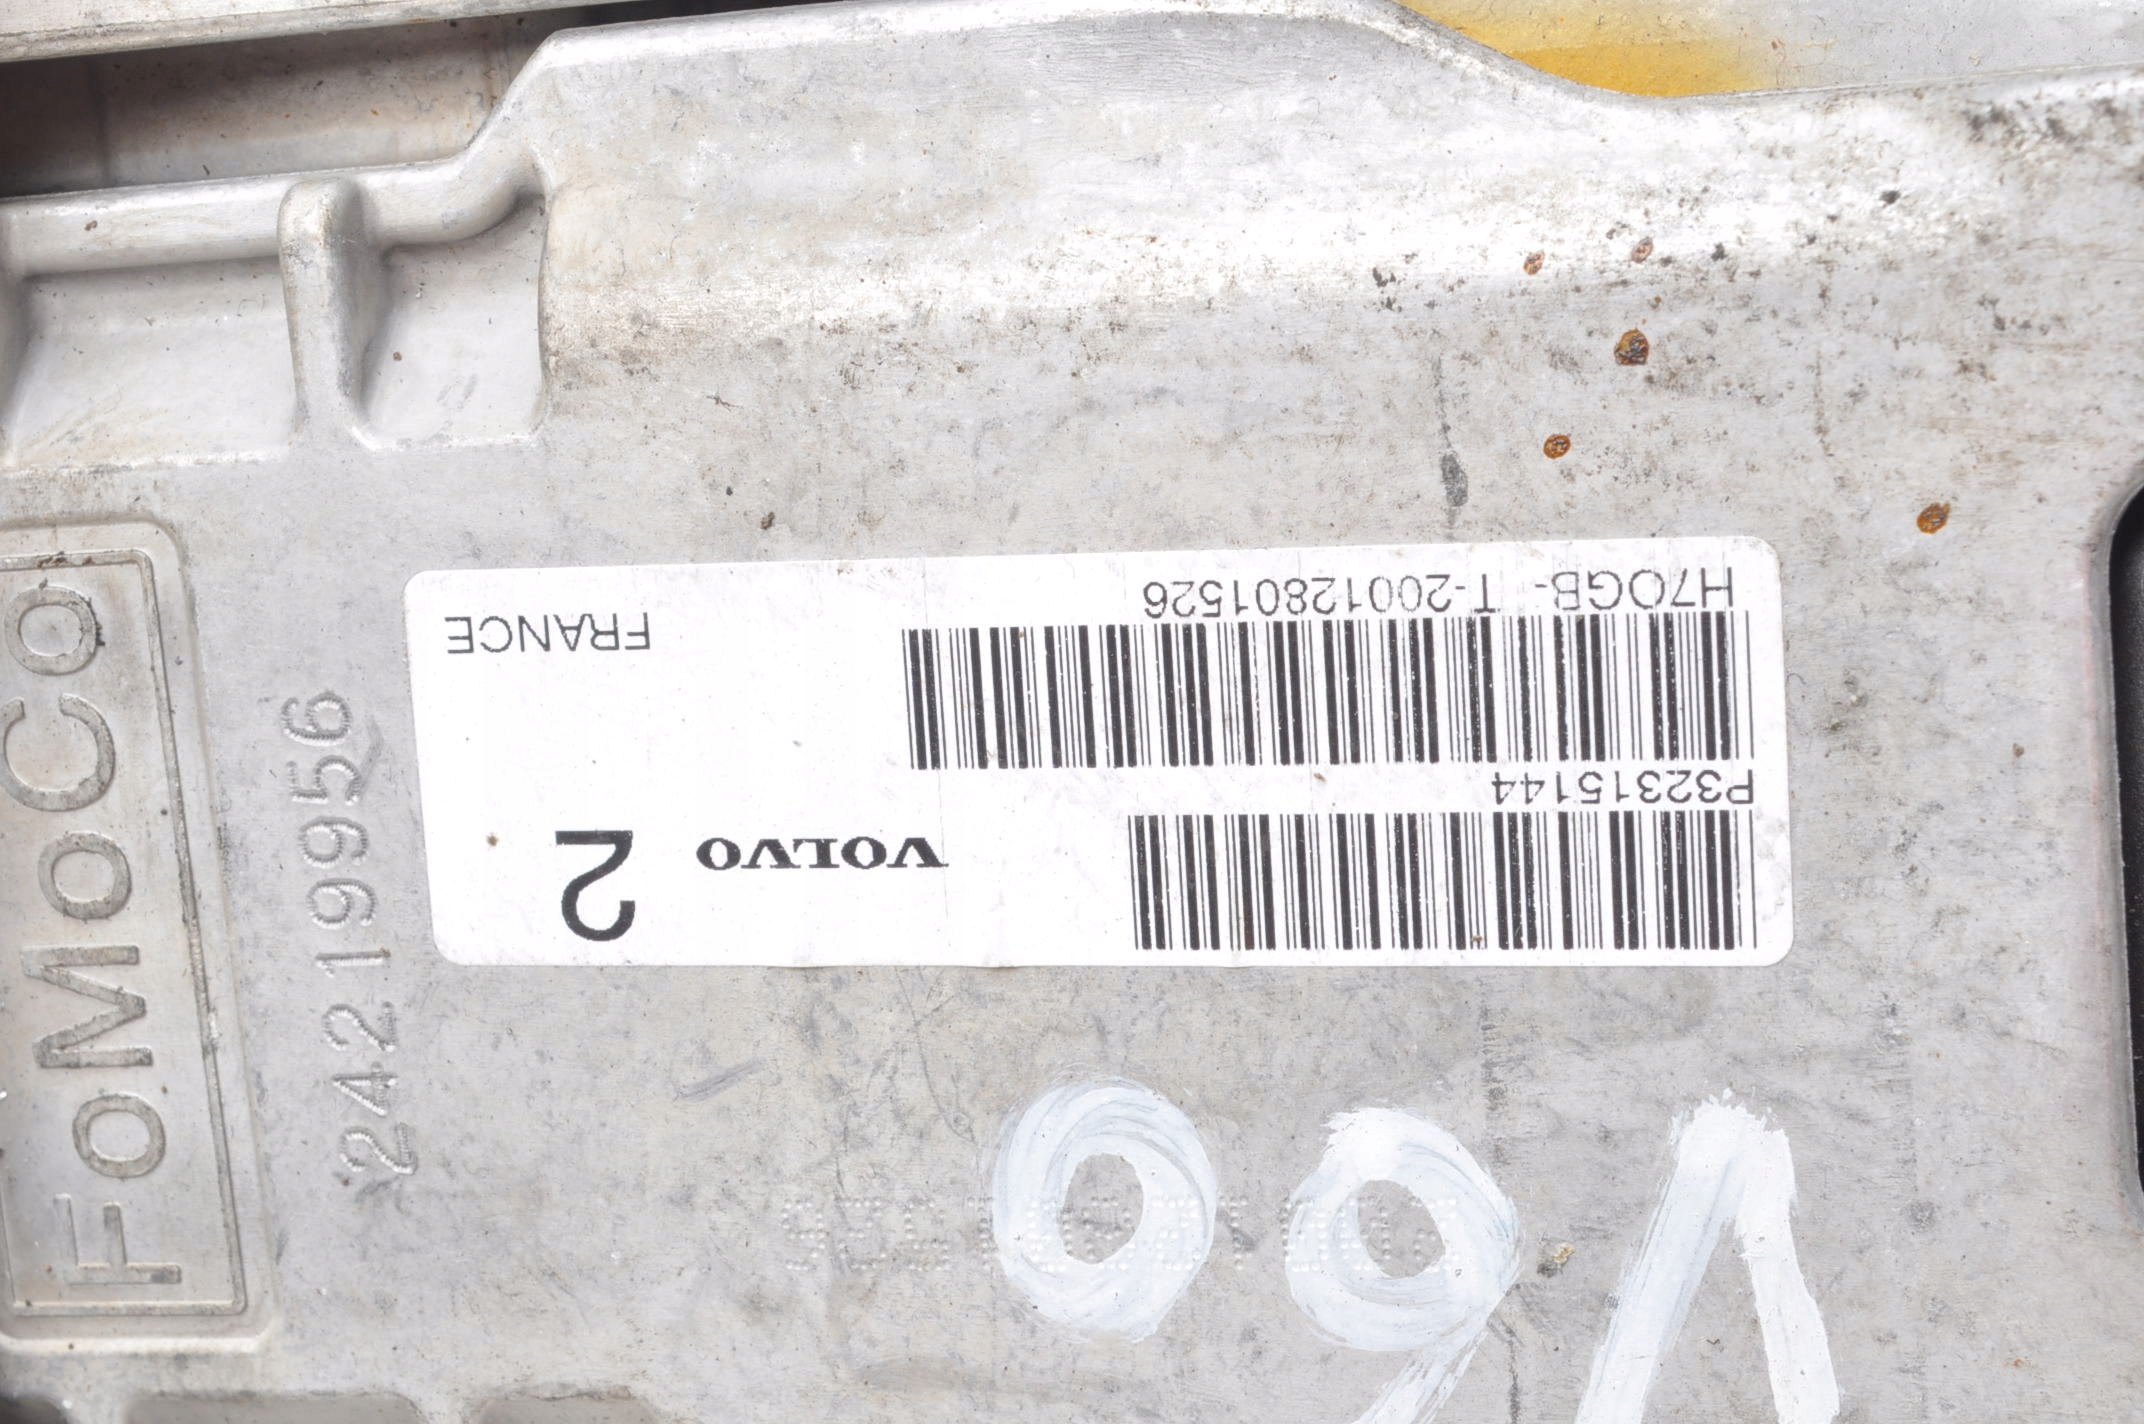 P32315144
H7OGB- T-20012801526
VOLVO
2
FRANCE
FoMoCo
24219956
V60